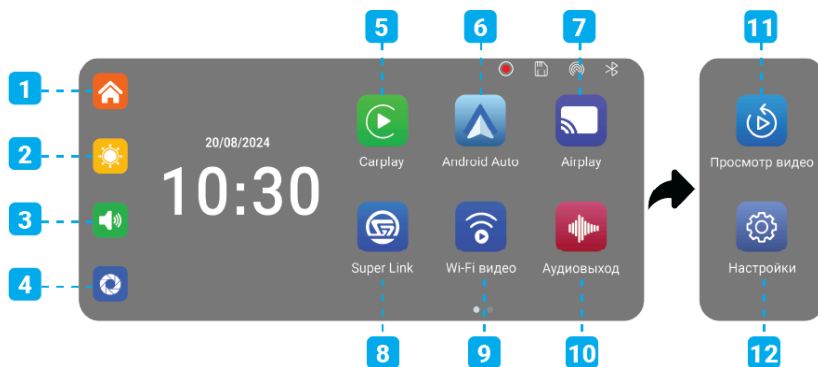 5 6 7 11
1
2
3
4
20/08/2024
10:30
Carplay Android Auto Airplay
Super Link Wi-Fi видео Аудиовыход
Просмотр видео
Настройки
8 9 10 12